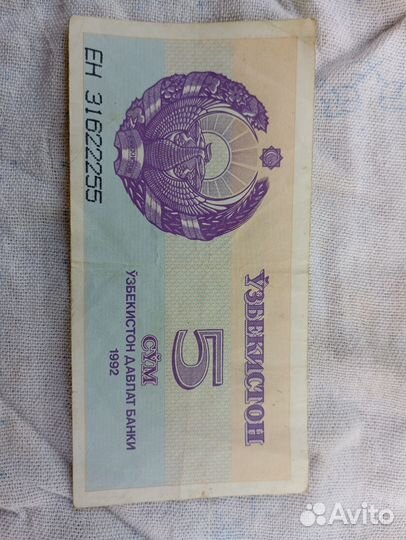 ЎЗБЕКИСТОН
5
СЎМ
ЎЗБЕКИСТОН ДАВЛАТ БАНКИ
1992
ЕН 31622255
Avito